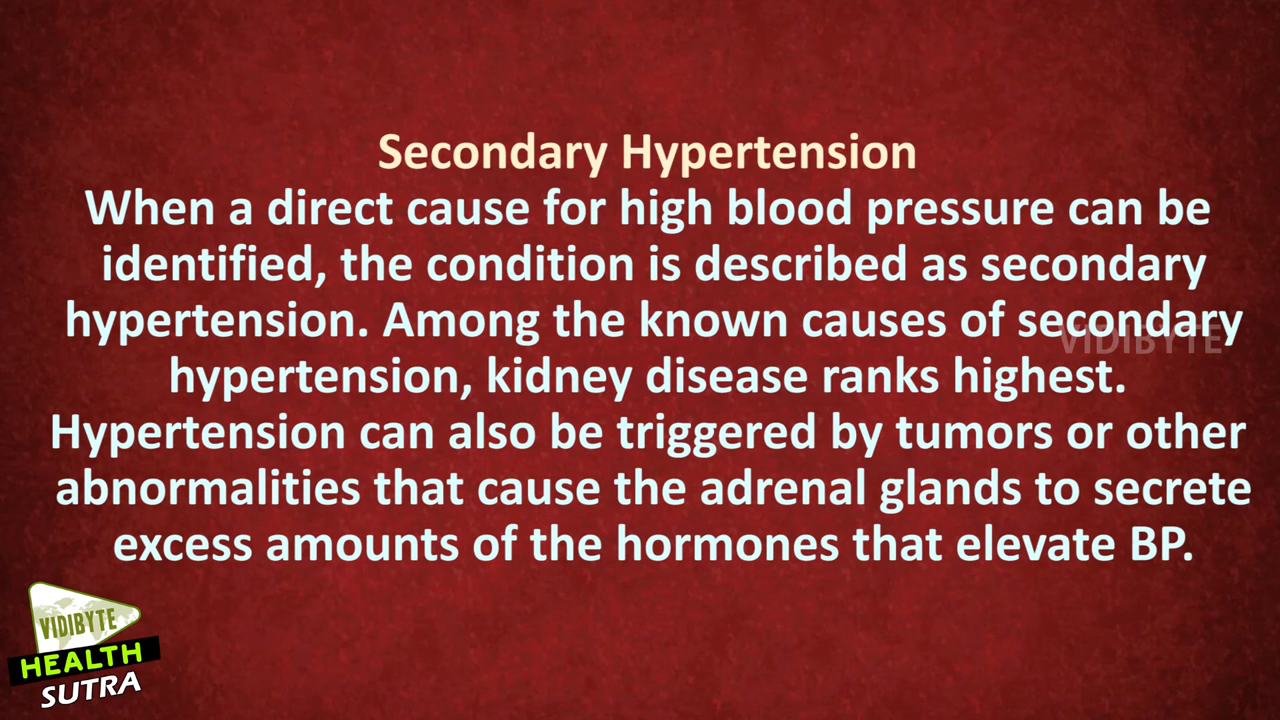 Secondary Hypertension
When a direct cause for high blood pressure can be
identified, the condition is described as secondary
hypertension. Among the known causes of secondary
VIDIBYTE
hypertension, kidney disease ranks highest.
Hypertension can also be triggered by tumors or other
abnormalities that cause the adrenal glands to secrete
excess amounts of the hormones that elevate BP.
VIDIBYTE
HEALTH
SUTRA